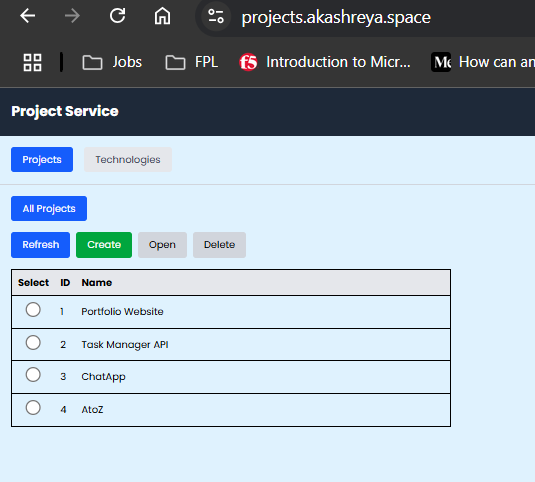 projects.akashreya.space
Jobs FPL f5 Introduction to Micr... How can an
Project Service
Projects Technologies
All Projects
Refresh Create Open Delete
Select ID Name
1 Portfolio Website
2 Task Manager API
3 ChatApp
4 AtoZ